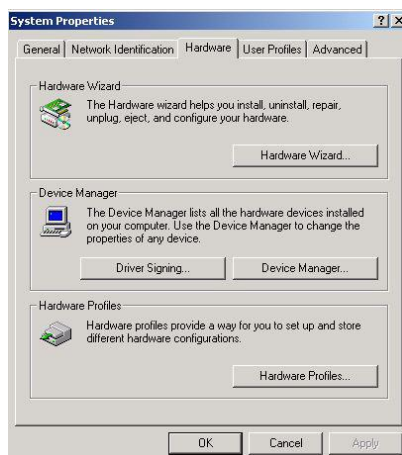 System Properties
General
Network Identification
Hardware
User Profiles
Advanced
Hardware Wizard
The Hardware wizard helps you install, uninstall, repair,
unplug, eject, and configure your hardware.
Hardware Wizard...
Device Manager
The Device Manager lists all the hardware devices installed
on your computer. Use the Device Manager to change the
properties of any device.
Driver Signing...
Device Manager...
Hardware Profiles
Hardware profiles provide a way for you to set up and store
different hardware configurations.
Hardware Profiles...
OK
Cancel
Apply